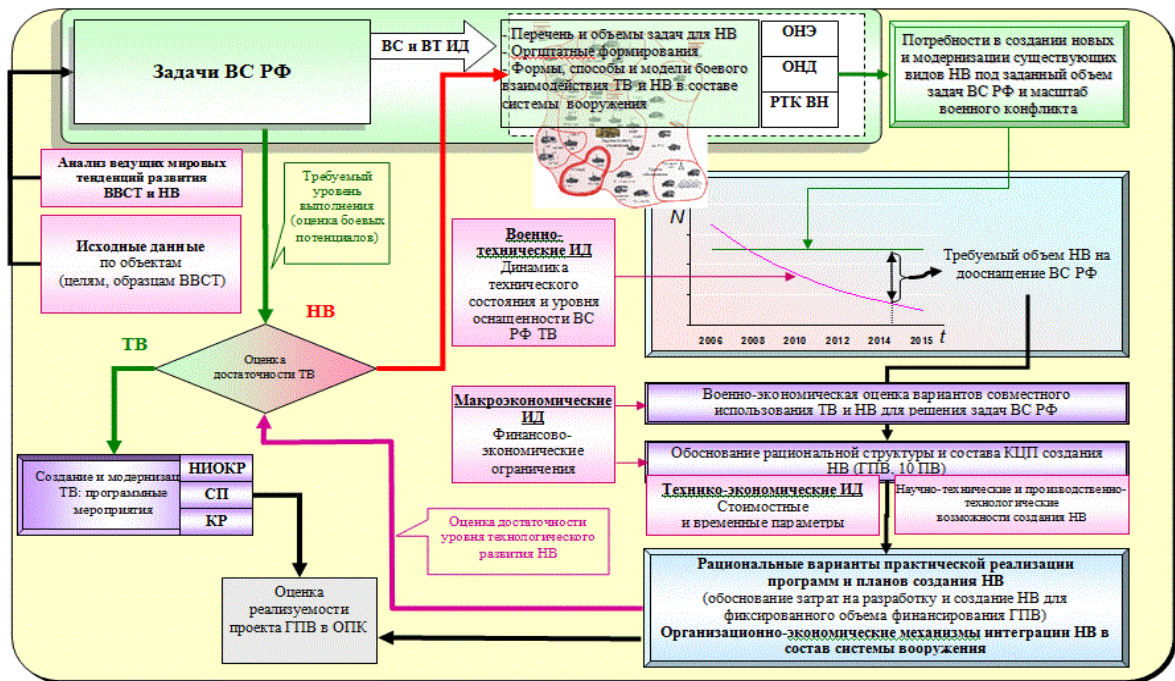 Задачи ВС РФ
ВС и ВТ ИД
- Перечень и объемы задач для НВ
- Оргштатные формирования
- Формы, способы и модели боевого
взаимодействия ТВ и НВ в составе
системы вооружения
ОНЭ
ОНД
РТК ВН
Потребности в создании новых
и модернизации существующих
видов НВ под заданный объем
задач ВС РФ и масштаб
военного конфликта
Анализ ведущих мировых
тенденций развития
ВВСТ и НВ
Исходные данные
по объектам
(целям, образцам ВВСТ)
Требуемый
уровень
выполнения
(оценка боевых
потенциалов)
Военно-
технические ИД
Динамика
технического
состояния и уровня
оснащенности ВС
РФ ТВ
N
2006
2008
2010
2012
2014
2015
t
Требуемый объем НВ на
дооснащение ВС РФ
НВ
ТВ
Оценка
достаточности ТВ
Макроэкономические
ИД
Финансово-
экономические
ограничения
Военно-экономическая оценка вариантов совместного
использования ТВ и НВ для решения задач ВС РФ
Обоснование рациональной структуры и состава КЦП создания
НВ (ГПВ, 10 ПВ)
Технико-экономические ИД
Стоимостные
и временные параметры
Научно-технические и производственно-
технологические
возможности создания НВ
Создание и модернизац
ТВ: программные
мероприятия
НИОКР
СП
КР
Оценка достаточности
уровня технологического
развития НВ
Оценка
реализуемости
проекта ГПВ в ОПК
Рациональные варианты практической реализации
программ и планов создания НВ
(обоснование затрат на разработку и создание НВ для
фиксированного объема финансирования ГПВ)
Организационно-экономические механизмы интеграции НВ в
состав системы вооружения